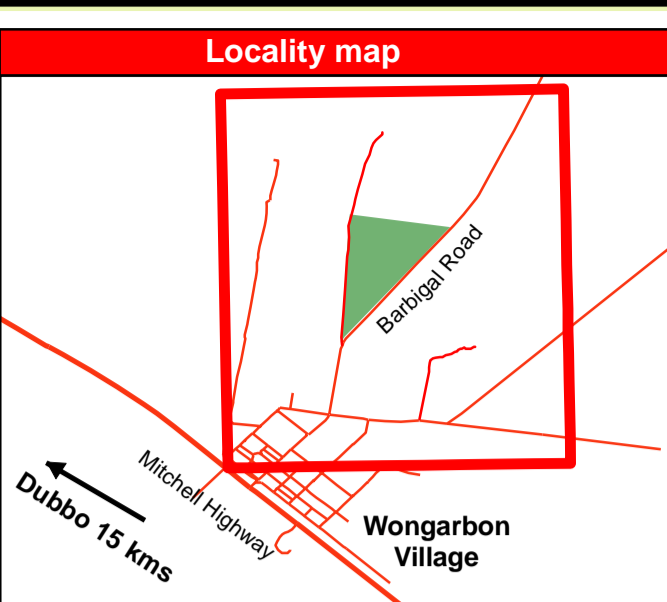 Locality map
Barbigal Road
Mitchell Highway
Dubbo 15 kms
Wongarbon
Village